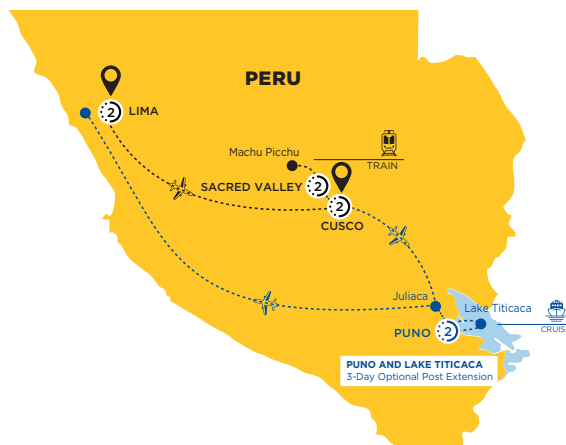 PERU
2
LIMA
Machu Picchu
TRAIN
SACRED VALLEY
2
2
CUSCO
Juliaca
Lake Titicaca
CRUIS
PUNO
2
PUNO AND LAKE TITICACA
3-Day Optional Post Extension